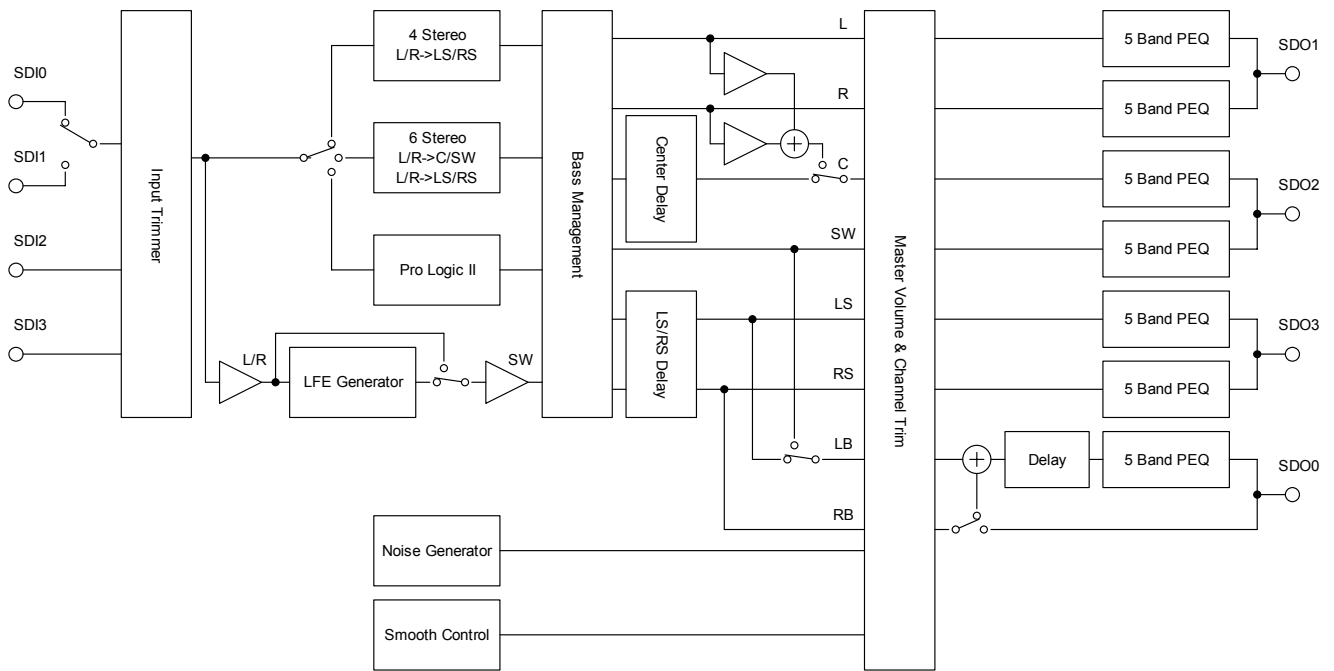 SDI0
SDI1
SDI2
SDI3
Input Trimmer
4 Stereo
L/R->LS/RS
6 Stereo
L/R->C/SW
L/R->LS/RS
Pro Logic II
L/R
LFE Generator
SW
Bass Management
Center Delay
LS/RS Delay
L
R
C
SW
LS
RS
LB
RB
Noise Generator
Smooth Control
Master Volume & Channel Trim
5 Band PEQ
5 Band PEQ
5 Band PEQ
5 Band PEQ
5 Band PEQ
5 Band PEQ
Delay
5 Band PEQ
SDO1
SDO2
SDO3
SDO0